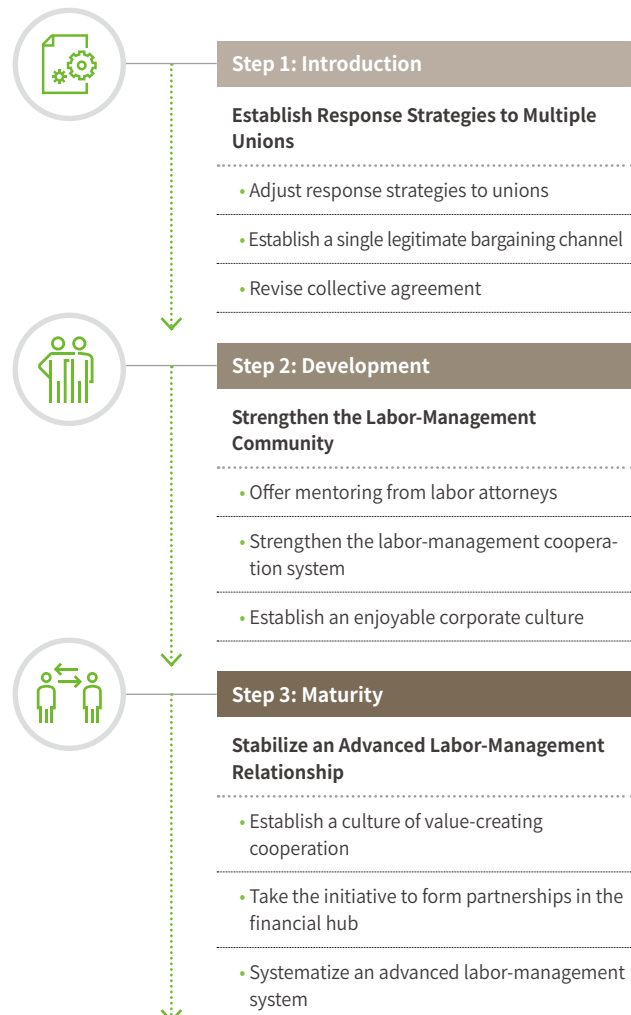 Step 1: Introduction
Establish Response Strategies to Multiple
Unions
• Adjust response strategies to unions
• Establish a single legitimate bargaining channel
• Revise collective agreement
Step 2: Development
Strengthen the Labor-Management
Community
• Offer mentoring from labor attorneys
• Strengthen the labor-management coopera-
tion system
• Establish an enjoyable corporate culture
Step 3: Maturity
Stabilize an Advanced Labor-Management
Relationship
• Establish a culture of value-creating
cooperation
• Take the initiative to form partnerships in the
financial hub
• Systematize an advanced labor-management
system